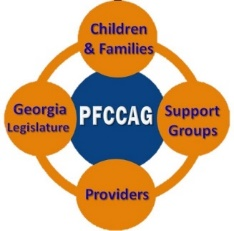 Children
& Families
Georgia
Legislature
PFCCAG
Support
Groups
Providers